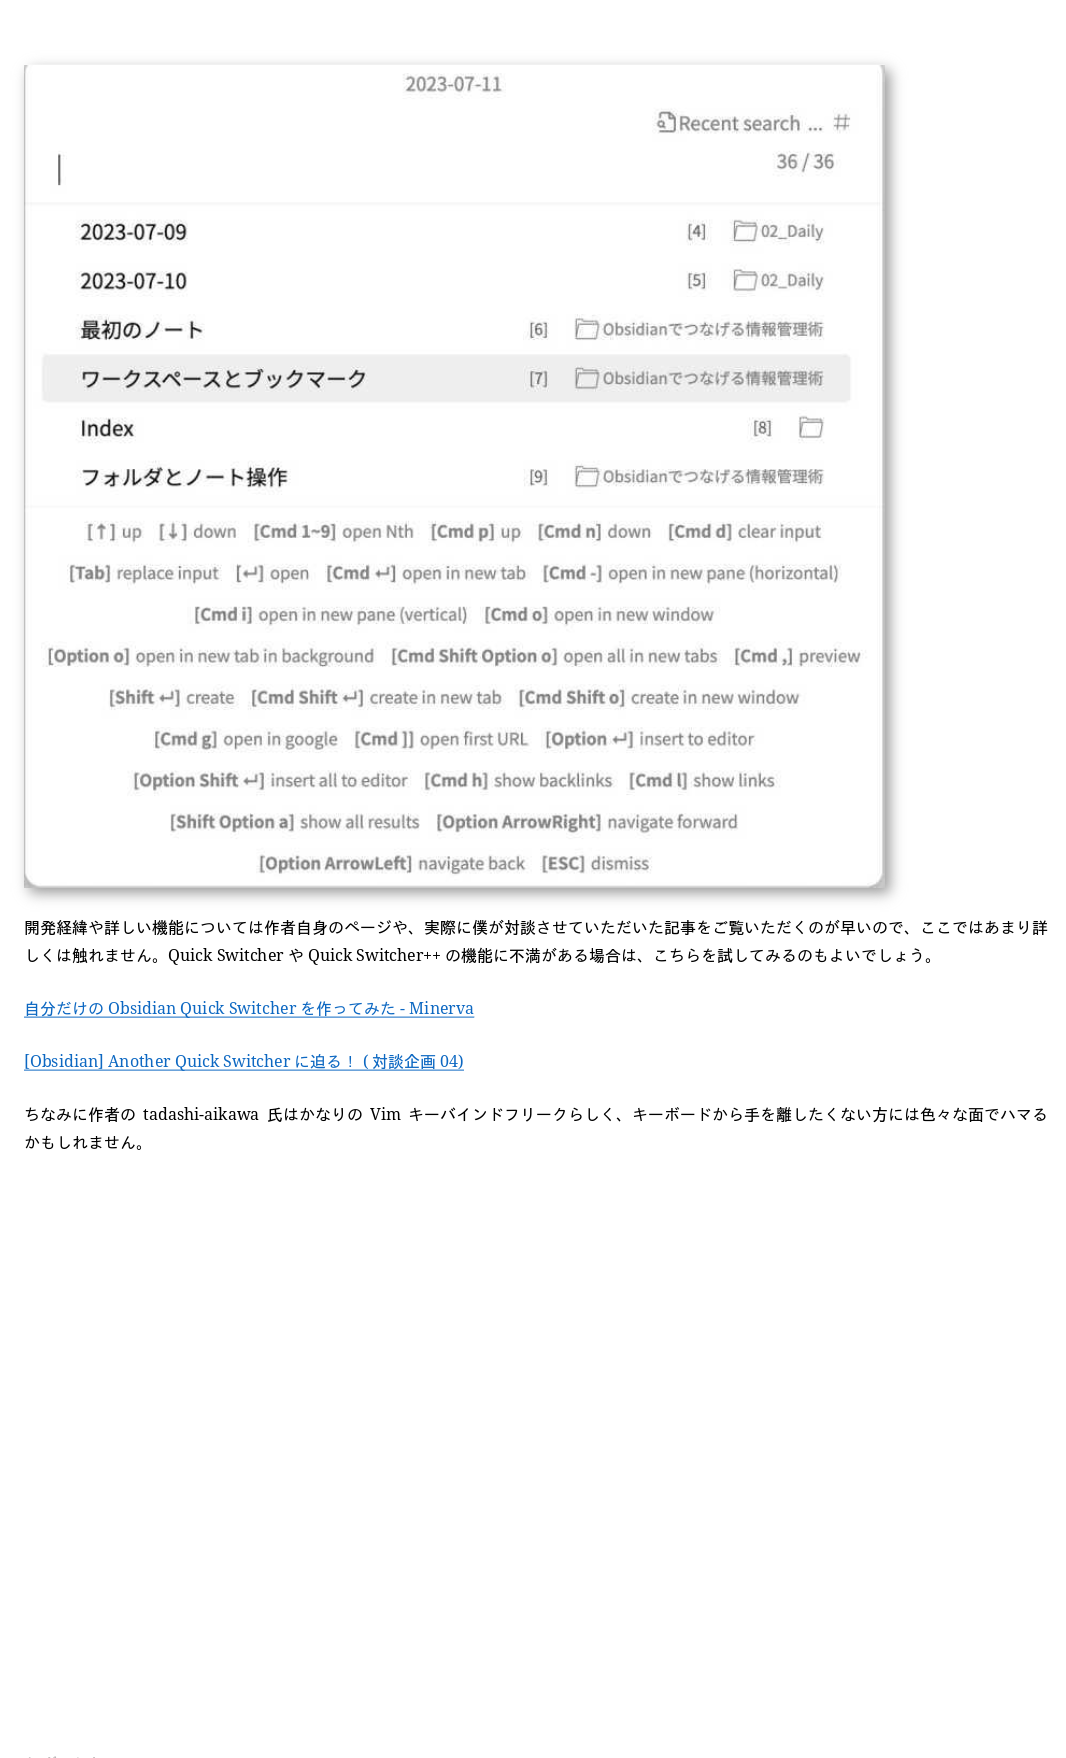 2023-07-11
Recent search ... #
36 / 36
2023-07-09 [4] 02_Daily
2023-07-10 [5] 02_Daily
最初のノート [6] Obsidianでつなげる情報管理術
ワークスペースとブックマーク [7] Obsidianでつなげる情報管理術
Index [8]
フォルダとノート操作 [9] Obsidianでつなげる情報管理術
[↑] up [↓] down [Cmd 1~9] open Nth [Cmd p] up [Cmd n] down [Cmd d] clear input
[Tab] replace input [↵] open [Cmd ↵] open in new tab [Cmd -] open in new pane (horizontal)
[Cmd i] open in new pane (vertical) [Cmd o] open in new window
[Option o] open in new tab in background [Cmd Shift Option o] open all in new tabs [Cmd ,] preview
[Shift ↵] create [Cmd Shift ↵] create in new tab [Cmd Shift o] create in new window
[Cmd g] open in google [Cmd ]] open first URL [Option ↵] insert to editor
[Option Shift ↵] insert all to editor [Cmd h] show backlinks [Cmd l] show links
[Shift Option a] show all results [Option ArrowRight] navigate forward
[Option ArrowLeft] navigate back [ESC] dismiss
開発経緯や詳しい機能については作者自身のページや、実際に僕が対談させていただいた記事をご覧いただくのが早いので、ここではあまり詳
しくは触れません。Quick Switcher や Quick Switcher++ の機能に不満がある場合は、こちらを試してみるのもよいでしょう。
自分だけの Obsidian Quick Switcher を作ってみた - Minerva
[Obsidian] Another Quick Switcher に迫る！ ( 対談企画 04)
ちなみに作者の tadashi-aikawa 氏はかなりの Vim キーバインドフリークらしく、キーボードから手を離したくない方には色々な面でハマる
かもしれません。